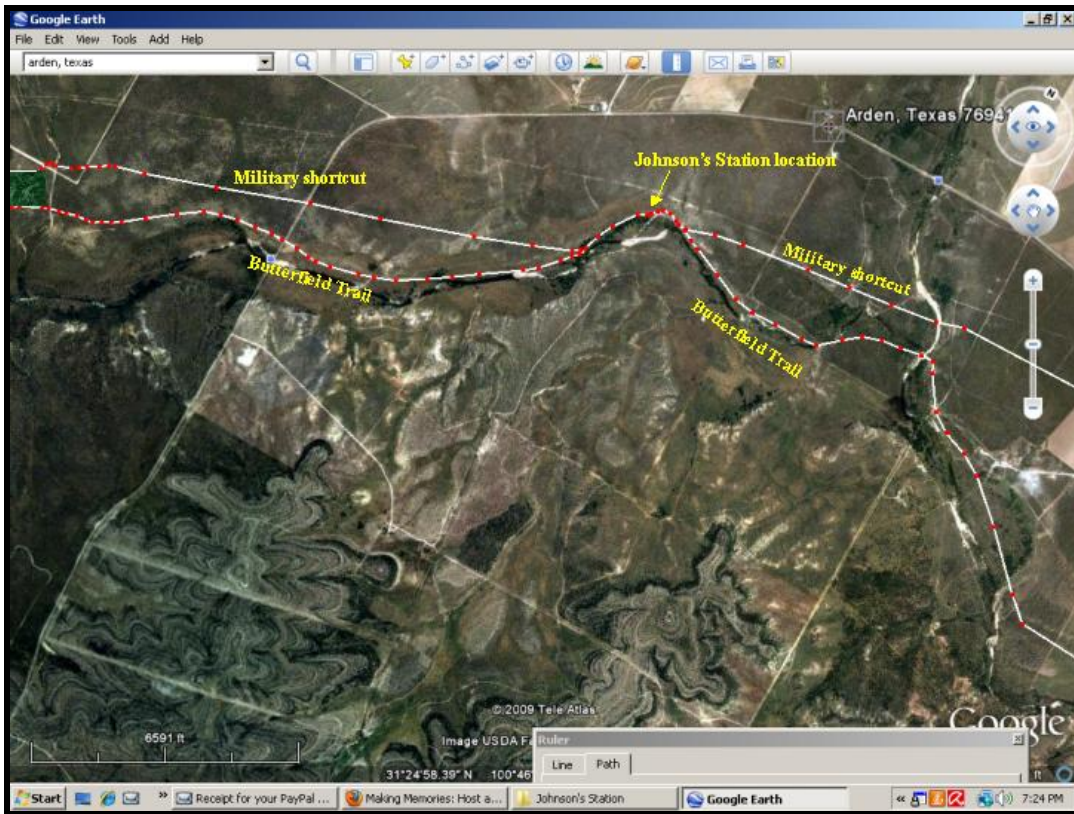 Google Earth
File Edit View Tools Add Help
arden, texas
Arden, Texas 7694
N
Johnson's Station location
Military shortcut
Military shortcut
Butterfield Trail
Butterfield Trail
© 2009 Tele Atlas
Google
6591 ft
Image USDA Fa
Ruler
Line Path
31°24'58.39" N 100°46'
ft
Start
Receipt for your PayPal ...
Making Memories: Host a...
Johnson's Station
Google Earth
7:24 PM